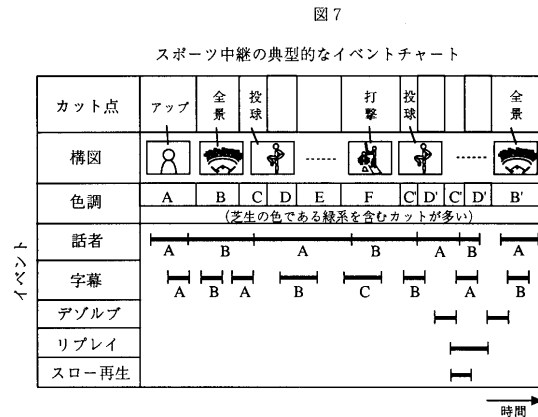 図7
スポーツ中継の典型的なイベントチャート
カット点
アップ
全景
投球
打撃
投球
全景
構図
色調
A B C D E F C' D' C' D' B'
(芝生の色である緑系を含むカットが多い)
イベント
話者
A B A B A B A
字幕
A B A B C B A B
デゾルブ
リプレイ
スロー再生
時間